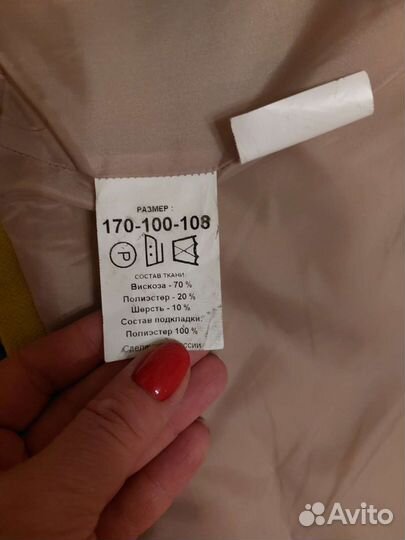 РАЗМЕР :
170-100-108
P
СОСТАВ ТКАНИ:
Вискоза - 70 %
Полиэстер - 20 %
Шерсть - 10 %
Состав подкладки:
Полиэстер 100 %
Avito